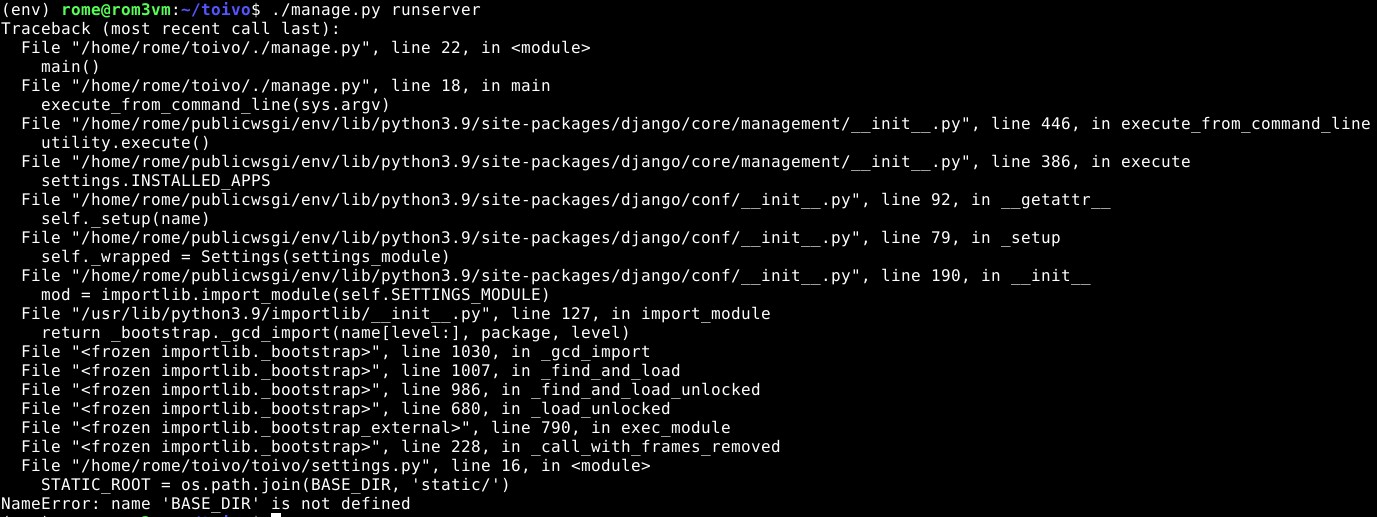 (env) rome@rom3vm:~/toivo$ ./manage.py runserver
Traceback (most recent call last):
  File "/home/rome/toivo/./manage.py", line 22, in <module>
    main()
  File "/home/rome/toivo/./manage.py", line 18, in main
    execute_from_command_line(sys.argv)
  File "/home/rome/publicwsgi/env/lib/python3.9/site-packages/django/core/management/__init__.py", line 446, in execute_from_command_line
    utility.execute()
  File "/home/rome/publicwsgi/env/lib/python3.9/site-packages/django/core/management/__init__.py", line 386, in execute
    settings.INSTALLED_APPS
  File "/home/rome/publicwsgi/env/lib/python3.9/site-packages/django/conf/__init__.py", line 92, in __getattr__
    self._setup(name)
  File "/home/rome/publicwsgi/env/lib/python3.9/site-packages/django/conf/__init__.py", line 79, in _setup
    self._wrapped = Settings(settings_module)
  File "/home/rome/publicwsgi/env/lib/python3.9/site-packages/django/conf/__init__.py", line 190, in __init__
    mod = importlib.import_module(self.SETTINGS_MODULE)
  File "/usr/lib/python3.9/importlib/__init__.py", line 127, in import_module
    return _bootstrap._gcd_import(name[level:], package, level)
  File "<frozen importlib._bootstrap>", line 1030, in _gcd_import
  File "<frozen importlib._bootstrap>", line 1007, in _find_and_load
  File "<frozen importlib._bootstrap>", line 986, in _find_and_load_unlocked
  File "<frozen importlib._bootstrap>", line 680, in _load_unlocked
  File "<frozen importlib._bootstrap_external>", line 790, in exec_module
  File "<frozen importlib._bootstrap>", line 228, in _call_with_frames_removed
  File "/home/rome/toivo/toivo/settings.py", line 16, in <module>
    STATIC_ROOT = os.path.join(BASE_DIR, 'static/')
NameError: name 'BASE_DIR' is not defined